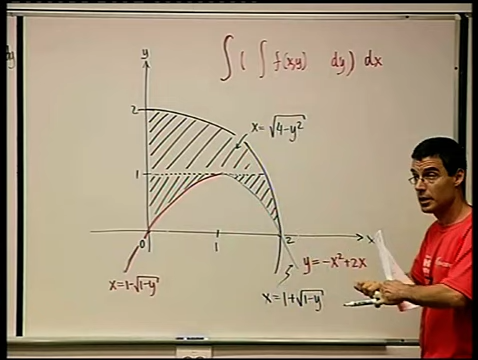 ∫( ∫ f(x,y) dy) dx
y
2
x=√4-y²
1
0
1
2
x
y=-x²+2x
x=1-√1-y
x=1+√1-y